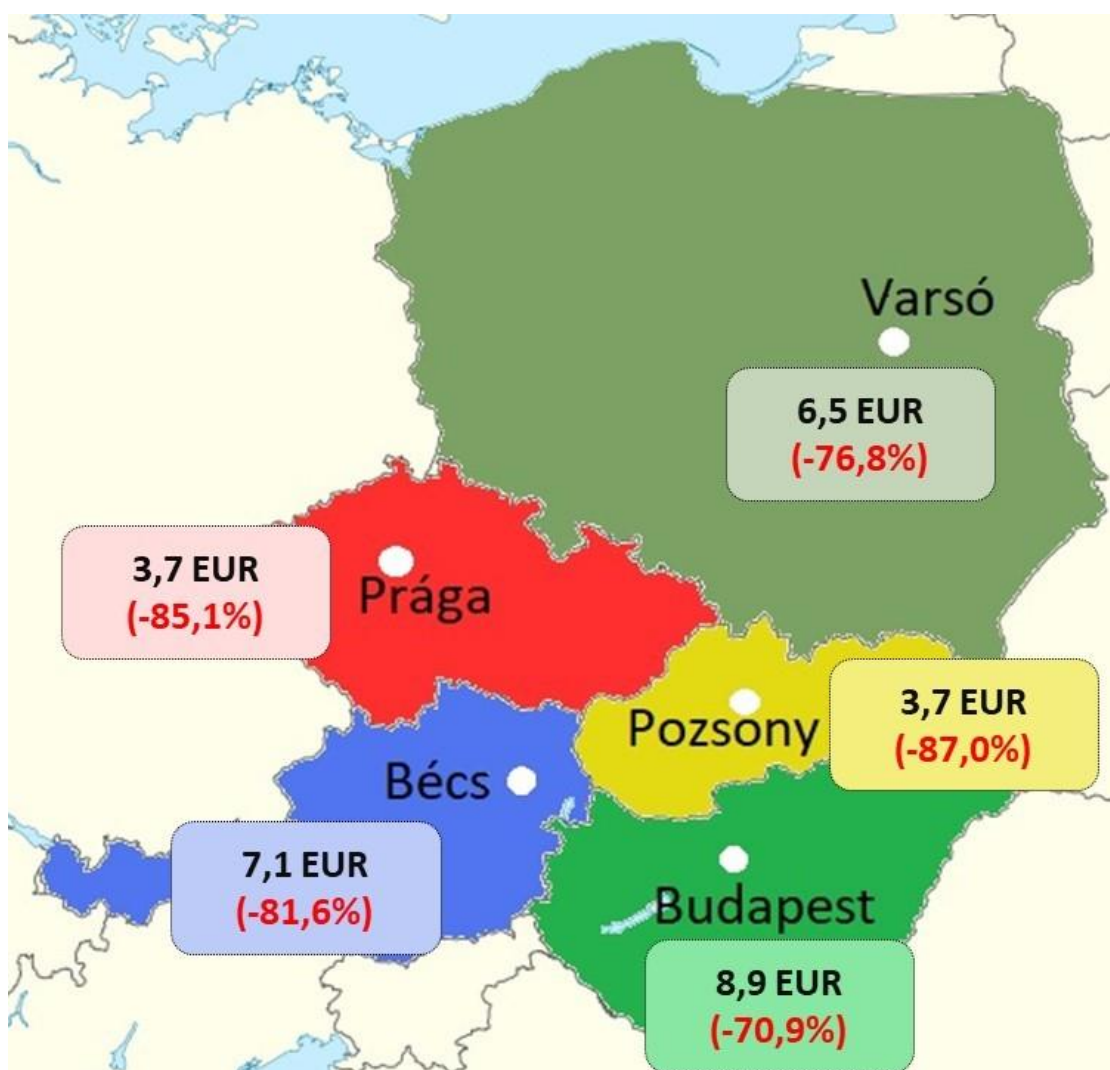 Varsó
6,5 EUR
(-76,8%)
3,7 EUR
(-85,1%)
Prága
Pozsony
3,7 EUR
(-87,0%)
Bécs
7,1 EUR
(-81,6%)
Budapest
8,9 EUR
(-70,9%)